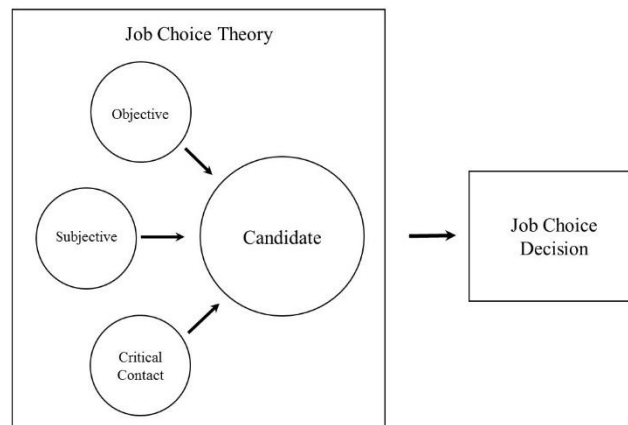 Job Choice Theory
Objective
Subjective
Candidate
Critical
Contact
Job Choice
Decision